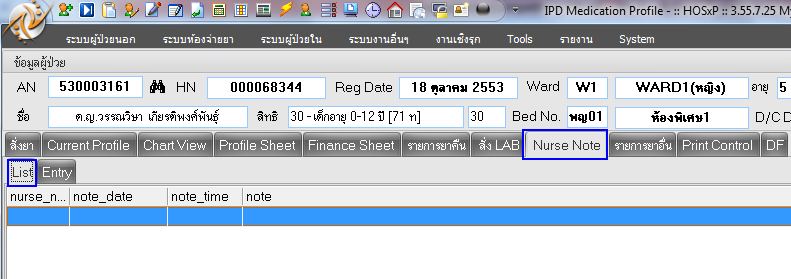 IPD Medication Profile - :: HOSxP :: 3.55.7.25 My
ระบบผู้ป่วยนอก ระบบห้องจ่ายยา ระบบผู้ป่วยใน ระบบงานอื่นๆ งานเชิงรุก Tools รายงาน System
ข้อมูลผู้ป่วย
AN 530003161 HN 000068344 Reg Date 18 ตุลาคม 2553 Ward W1 WARD1(หญิง) อายุ 5
ชื่อ ด.ญ.วรรณวิษา เกียรติพงศ์พันธุ์ สิทธิ 30 - เด็กอายุ 0-12 ปี [71 ท] 30 Bed No. พญ01 ห้องพิเศษ1 D/C D
สั่งยา Current Profile Chart View Profile Sheet Finance Sheet รายการยาคืน สั่ง LAB Nurse Note รายการยาอื่น Print Control DF
List Entry
nurse_n... note_date note_time note